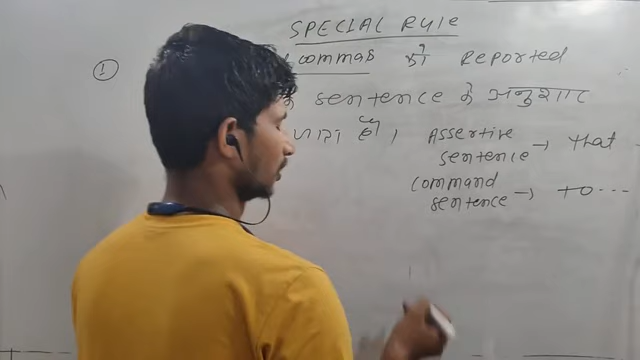 SPECIAL RULE
① commas को Reported
sentence के अनुशार
है। Assertive
sentence → that
command
sentence → to ...